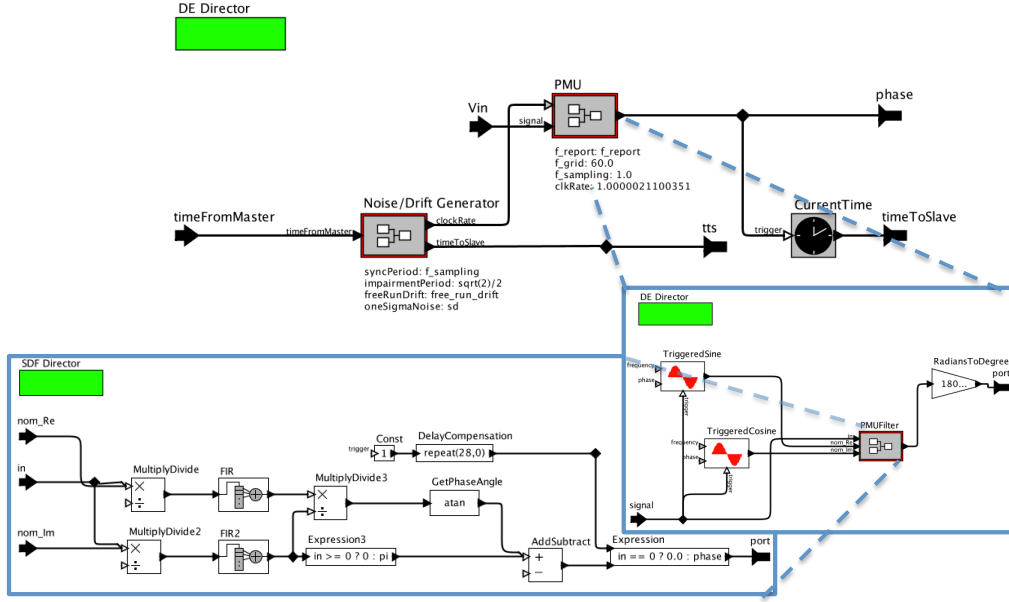 DE Director
PMU
Vin
signal
phase
f_report: f_report
f_grid: 60.0
f_sampling: 1.0
clkRate: 1.0000021100351
Noise/Drift Generator
clockRate
timeFromMaster
timeFromMaster
timeToSlave
tts
CurrentTime
trigger
timeToSlave
syncPeriod: f_sampling
impairmentPeriod: sqrt(2)/2
freeRunDrift: free_run_drift
oneSigmaNoise: sd
DE Director
TriggeredSine
frequency
phase
trigger
RadiansToDegree
180...
port
TriggeredCosine
frequency
phase
trigger
PMUFilter
in
nom_Re
nom_Im
signal
SDF Director
nom_Re
in
nom_Im
MultiplyDivide
×
÷
FIR
MultiplyDivide2
×
÷
FIR2
trigger
Const
1
DelayCompensation
repeat(28,0)
MultiplyDivide3
×
÷
GetPhaseAngle
atan
Expression3
in >= 0 ? 0 : pi
AddSubtract
+
−
Expression
in == 0 ? 0.0 : phase
port